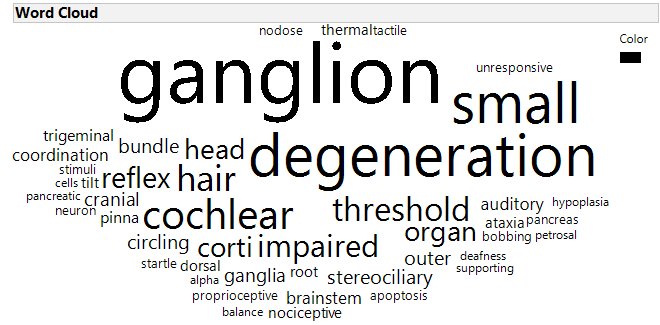 Word Cloud
nodose thermal tactile
Color
ganglion
unresponsive
small
trigeminal
bundle head degeneration
coordination
stimuli
cells tilt reflex hair
pancreatic cranial
neuron pinna cochlear threshold auditory hypoplasia
ataxia pancreas
organ bobbing petrosal
circling corti impaired
outer deafness
startle dorsal supporting
alpha ganglia root stereociliary
proprioceptive brainstem apoptosis
balance nociceptive